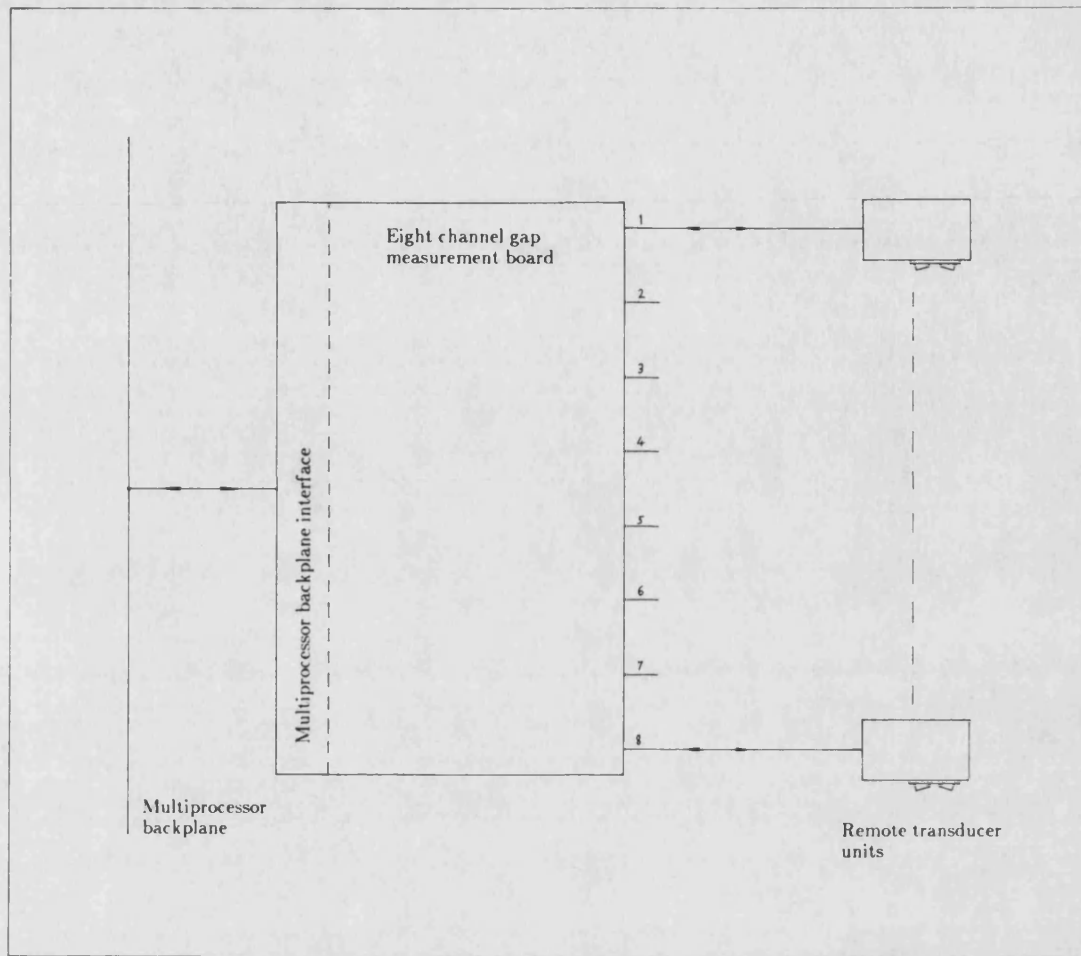 Eight channel gap
measurement board
1
2
3
4
5
6
7
8
Multiprocessor backplane interface
Multiprocessor
backplane
Remote transducer
units